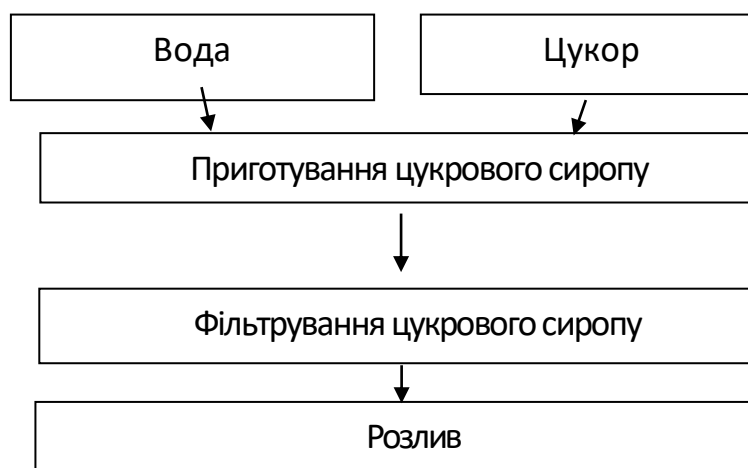 Вода
Цукор
Приготування цукрового сиропу
Фільтрування цукрового сиропу
Розлив